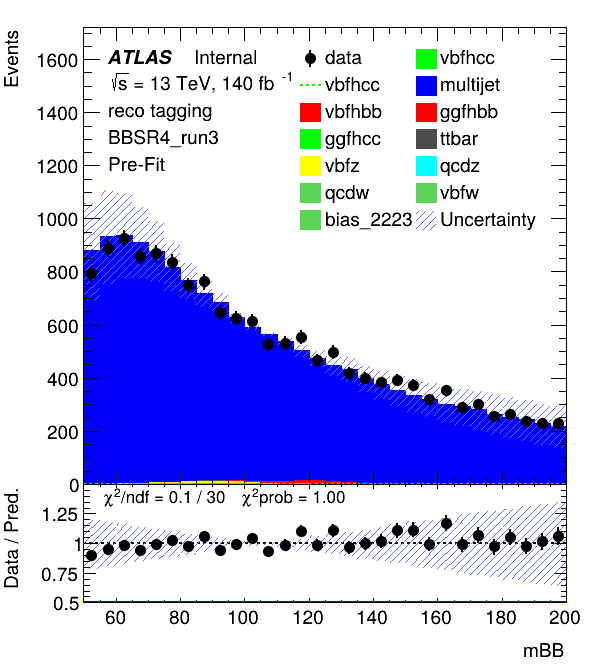 Events
1600
1400
1200
1000
800
600
400
200
0
ATLAS Internal
√s = 13 TeV, 140 fb -1
reco tagging
BBSR4_run3
Pre-Fit
data
vbfhcc
vbfhcc
multijet
vbfhbb
ggfhbb
ggfhcc
ttbar
vbfz
qcdz
qcdw
vbfw
bias_2223
Uncertainty
χ²/ndf = 0.1 / 30 χ²prob = 1.00
Data / Pred.
1.25
1
0.75
0.5
60 80 100 120 140 160 180 200
mBB